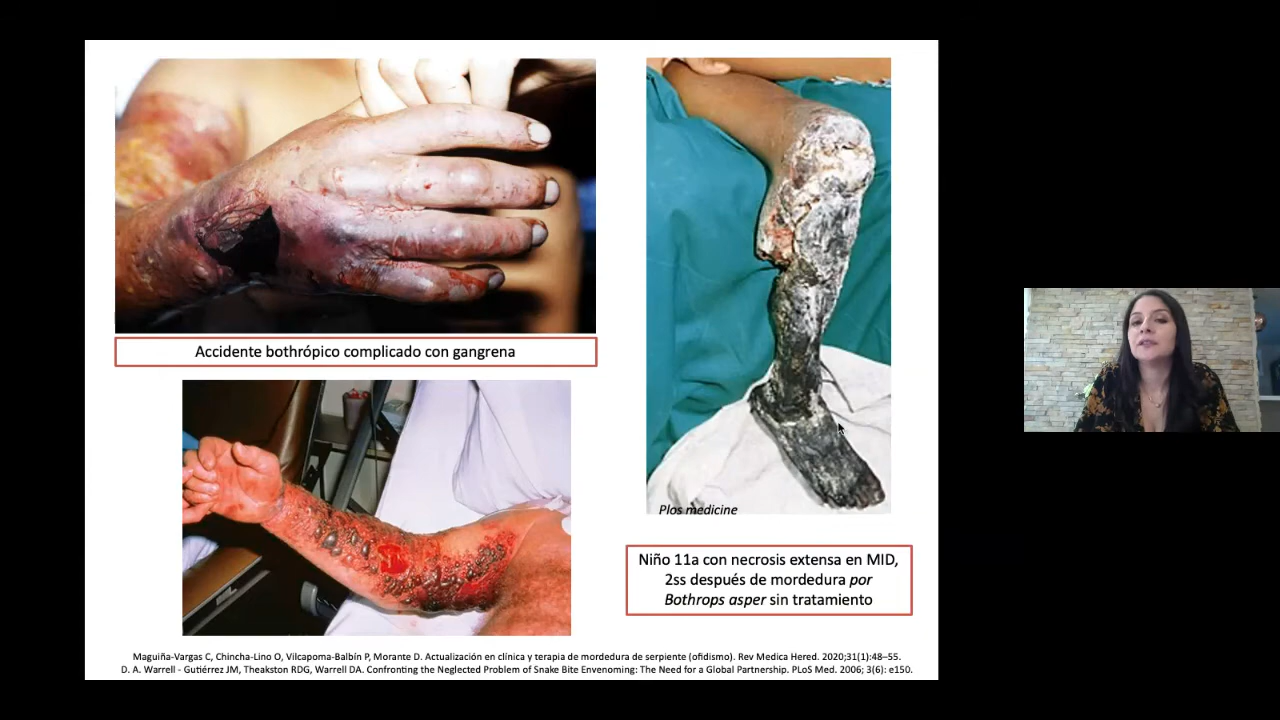 Accidente bothrópico complicado con gangrena
Plos medicine
Niño 11a con necrosis extensa en MID,
2ss después de mordedura por
Bothrops asper sin tratamiento
Maguiña-Vargas C, Chincha-Lino O, Vilcapoma-Balbín P, Morante D. Actualización en clínica y terapia de mordedura de serpiente (ofidismo). Rev Medica Hered. 2020;31(1):48–55.
D. A. Warrell - Gutiérrez JM, Theakston RDG, Warrell DA. Confronting the Neglected Problem of Snake Bite Envenoming: The Need for a Global Partnership. PLoS Med. 2006; 3(6): e150.